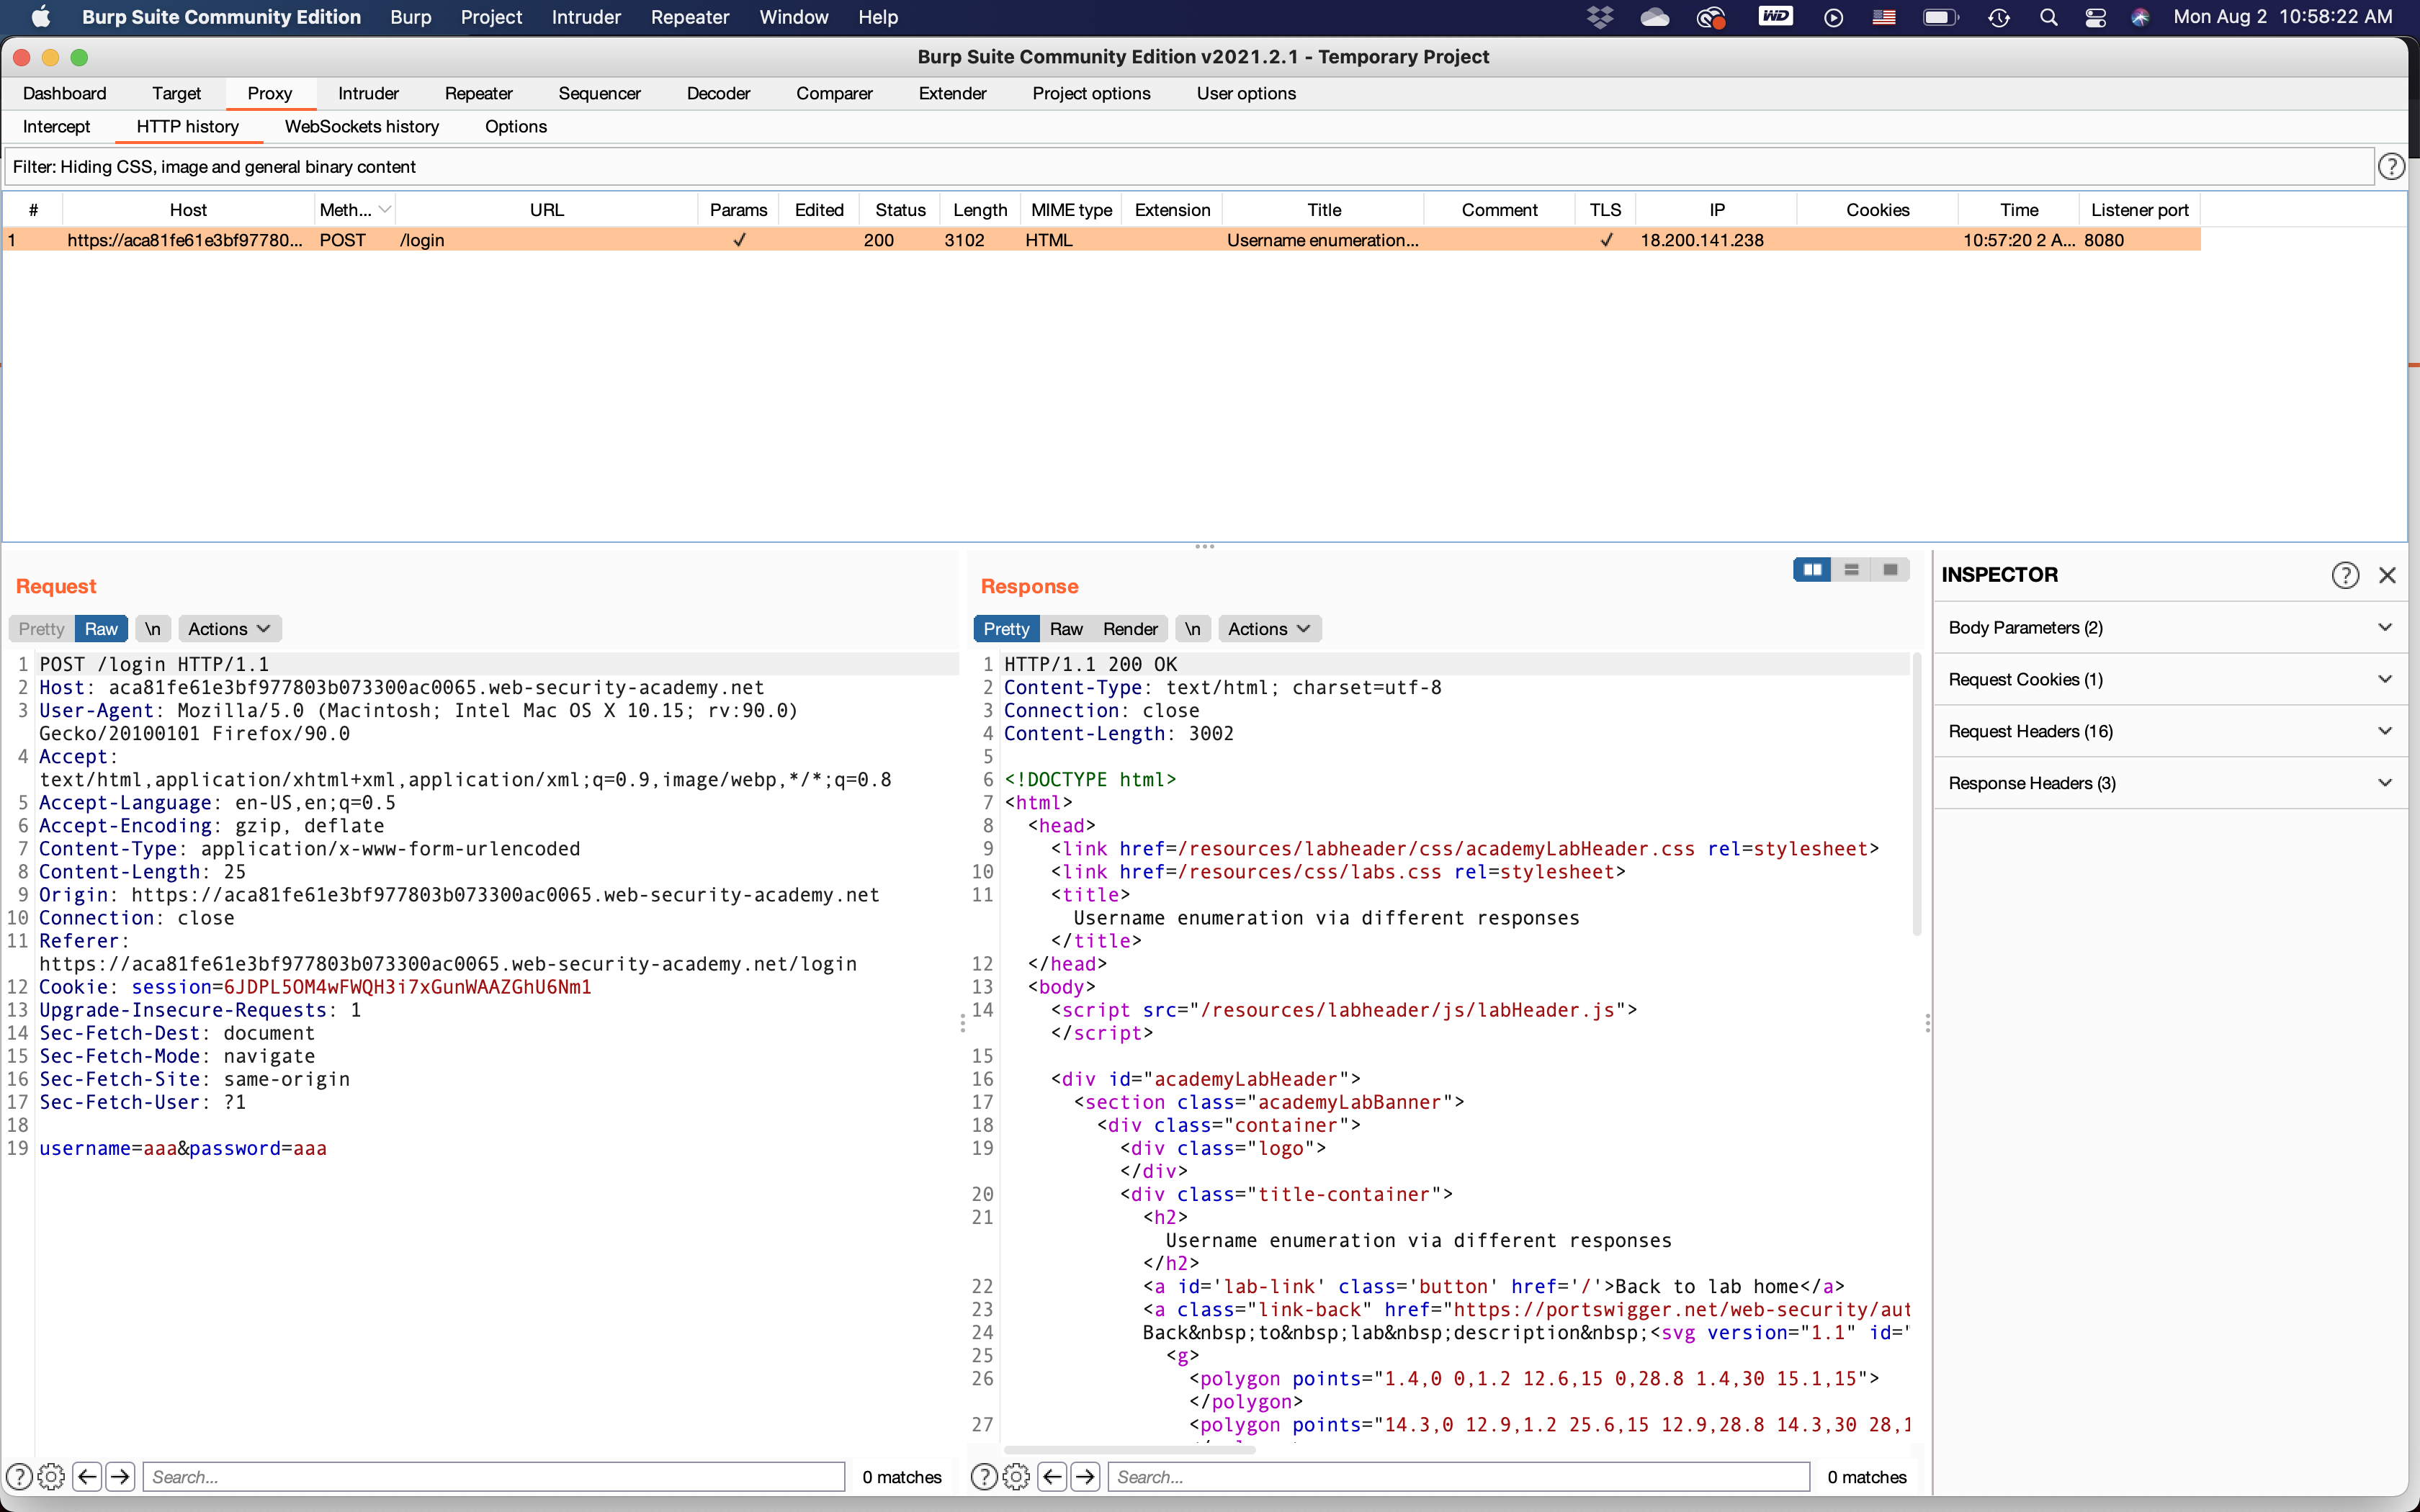 Burp Suite Community Edition Burp Project Intruder Repeater Window Help WD Mon Aug 2 10:58:22 AM
Burp Suite Community Edition v2021.2.1 - Temporary Project
Dashboard Target Proxy Intruder Repeater Sequencer Decoder Comparer Extender Project options User options
Intercept HTTP history WebSockets history Options
Filter: Hiding CSS, image and general binary content ?
# Host Meth... URL Params Edited Status Length MIME type Extension Title Comment TLS IP Cookies Time Listener port
1 https://aca81fe61e3bf97780... POST /login ✓ 200 3102 HTML Username enumeration... ✓ 18.200.141.238 10:57:20 2 A... 8080
Request
Pretty Raw \n Actions
1 POST /login HTTP/1.1
2 Host: aca81fe61e3bf977803b073300ac0065.web-security-academy.net
3 User-Agent: Mozilla/5.0 (Macintosh; Intel Mac OS X 10.15; rv:90.0)
Gecko/20100101 Firefox/90.0
4 Accept:
text/html,application/xhtml+xml,application/xml;q=0.9,image/webp,*/*;q=0.8
5 Accept-Language: en-US,en;q=0.5
6 Accept-Encoding: gzip, deflate
7 Content-Type: application/x-www-form-urlencoded
8 Content-Length: 25
9 Origin: https://aca81fe61e3bf977803b073300ac0065.web-security-academy.net
10 Connection: close
11 Referer:
https://aca81fe61e3bf977803b073300ac0065.web-security-academy.net/login
12 Cookie: session=6JDPL5OM4wFWQH3i7xGunWAAZGhU6Nm1
13 Upgrade-Insecure-Requests: 1
14 Sec-Fetch-Dest: document
15 Sec-Fetch-Mode: navigate
16 Sec-Fetch-Site: same-origin
17 Sec-Fetch-User: ?1
18
19 username=aaa&password=aaa
? Search... 0 matches
Response
Pretty Raw Render \n Actions
1 HTTP/1.1 200 OK
2 Content-Type: text/html; charset=utf-8
3 Connection: close
4 Content-Length: 3002
5
6 <!DOCTYPE html>
7 <html>
8 <head>
9 <link href=/resources/labheader/css/academyLabHeader.css rel=stylesheet>
10 <link href=/resources/css/labs.css rel=stylesheet>
11 <title>
Username enumeration via different responses
</title>
12 </head>
13 <body>
14 <script src="/resources/labheader/js/labHeader.js">
</script>
15
16 <div id="academyLabHeader">
17 <section class="academyLabBanner">
18 <div class="container">
19 <div class="logo">
</div>
20 <div class="title-container">
21 <h2>
Username enumeration via different responses
</h2>
22 <a id='lab-link' class='button' href='/'>Back to lab home</a>
23 <a class="link-back" href="https://portswigger.net/web-security/aut
24 Back&nbsp;to&nbsp;lab&nbsp;description&nbsp;<svg version="1.1" id="
25 <g>
26 <polygon points="1.4,0 0,1.2 12.6,15 0,28.8 1.4,30 15.1,15">
</polygon>
27 <polygon points="14.3,0 12.9,1.2 25.6,15 12.9,28.8 14.3,30 28,1
? Search... 0 matches
INSPECTOR ?
Body Parameters (2)
Request Cookies (1)
Request Headers (16)
Response Headers (3)